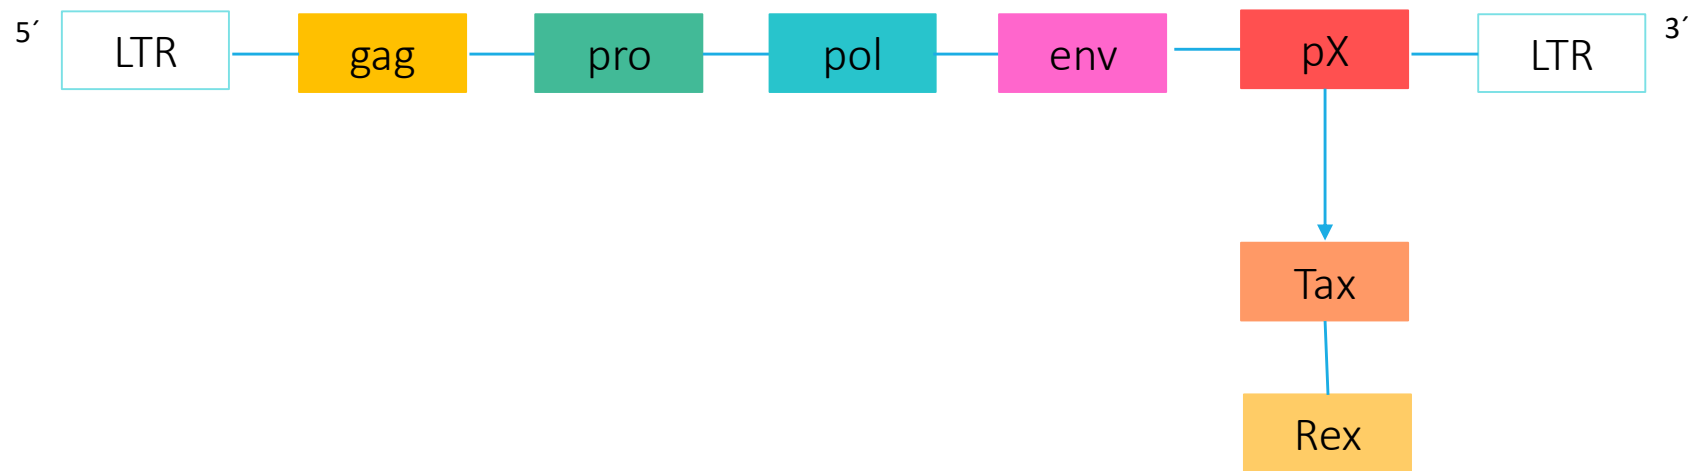 5´ LTR gag pro pol env pX LTR 3´
Tax
Rex